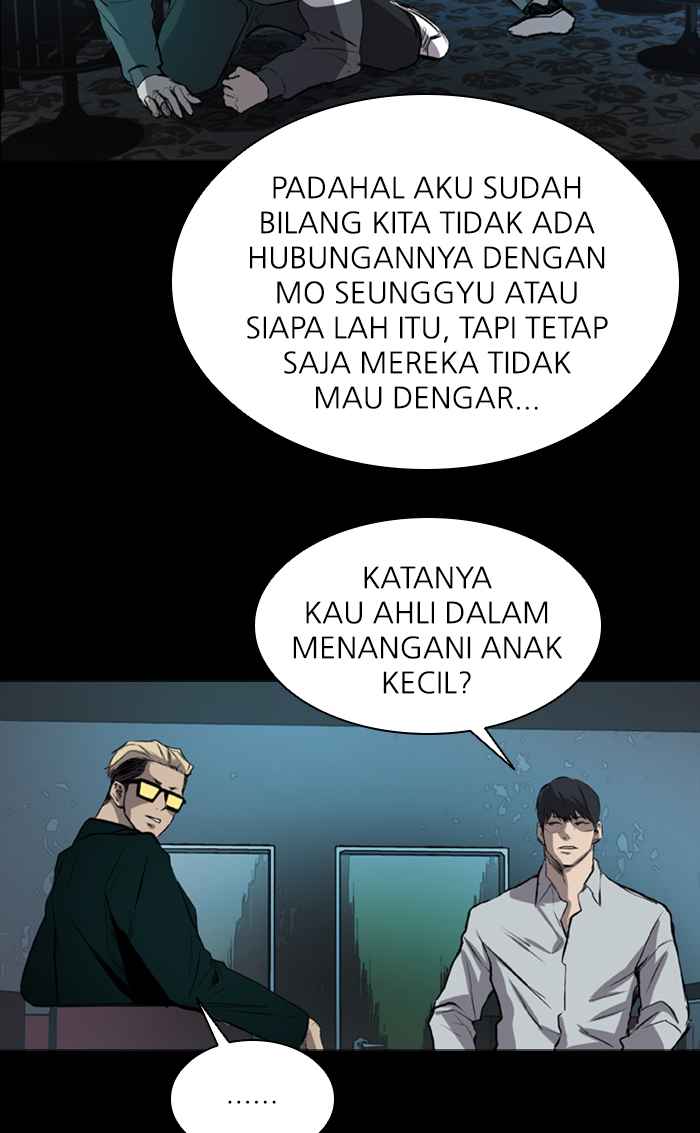 PADAHAL AKU SUDAH
BILANG KITA TIDAK ADA
HUBUNGANNYA DENGAN
MO SEUNGGYU ATAU
SIAPA LAH ITU, TAPI TETAP
SAJA MEREKA TIDAK
MAU DENGAR...
KATANYA
KAU AHLI DALAM
MENANGANI ANAK
KECIL?
......